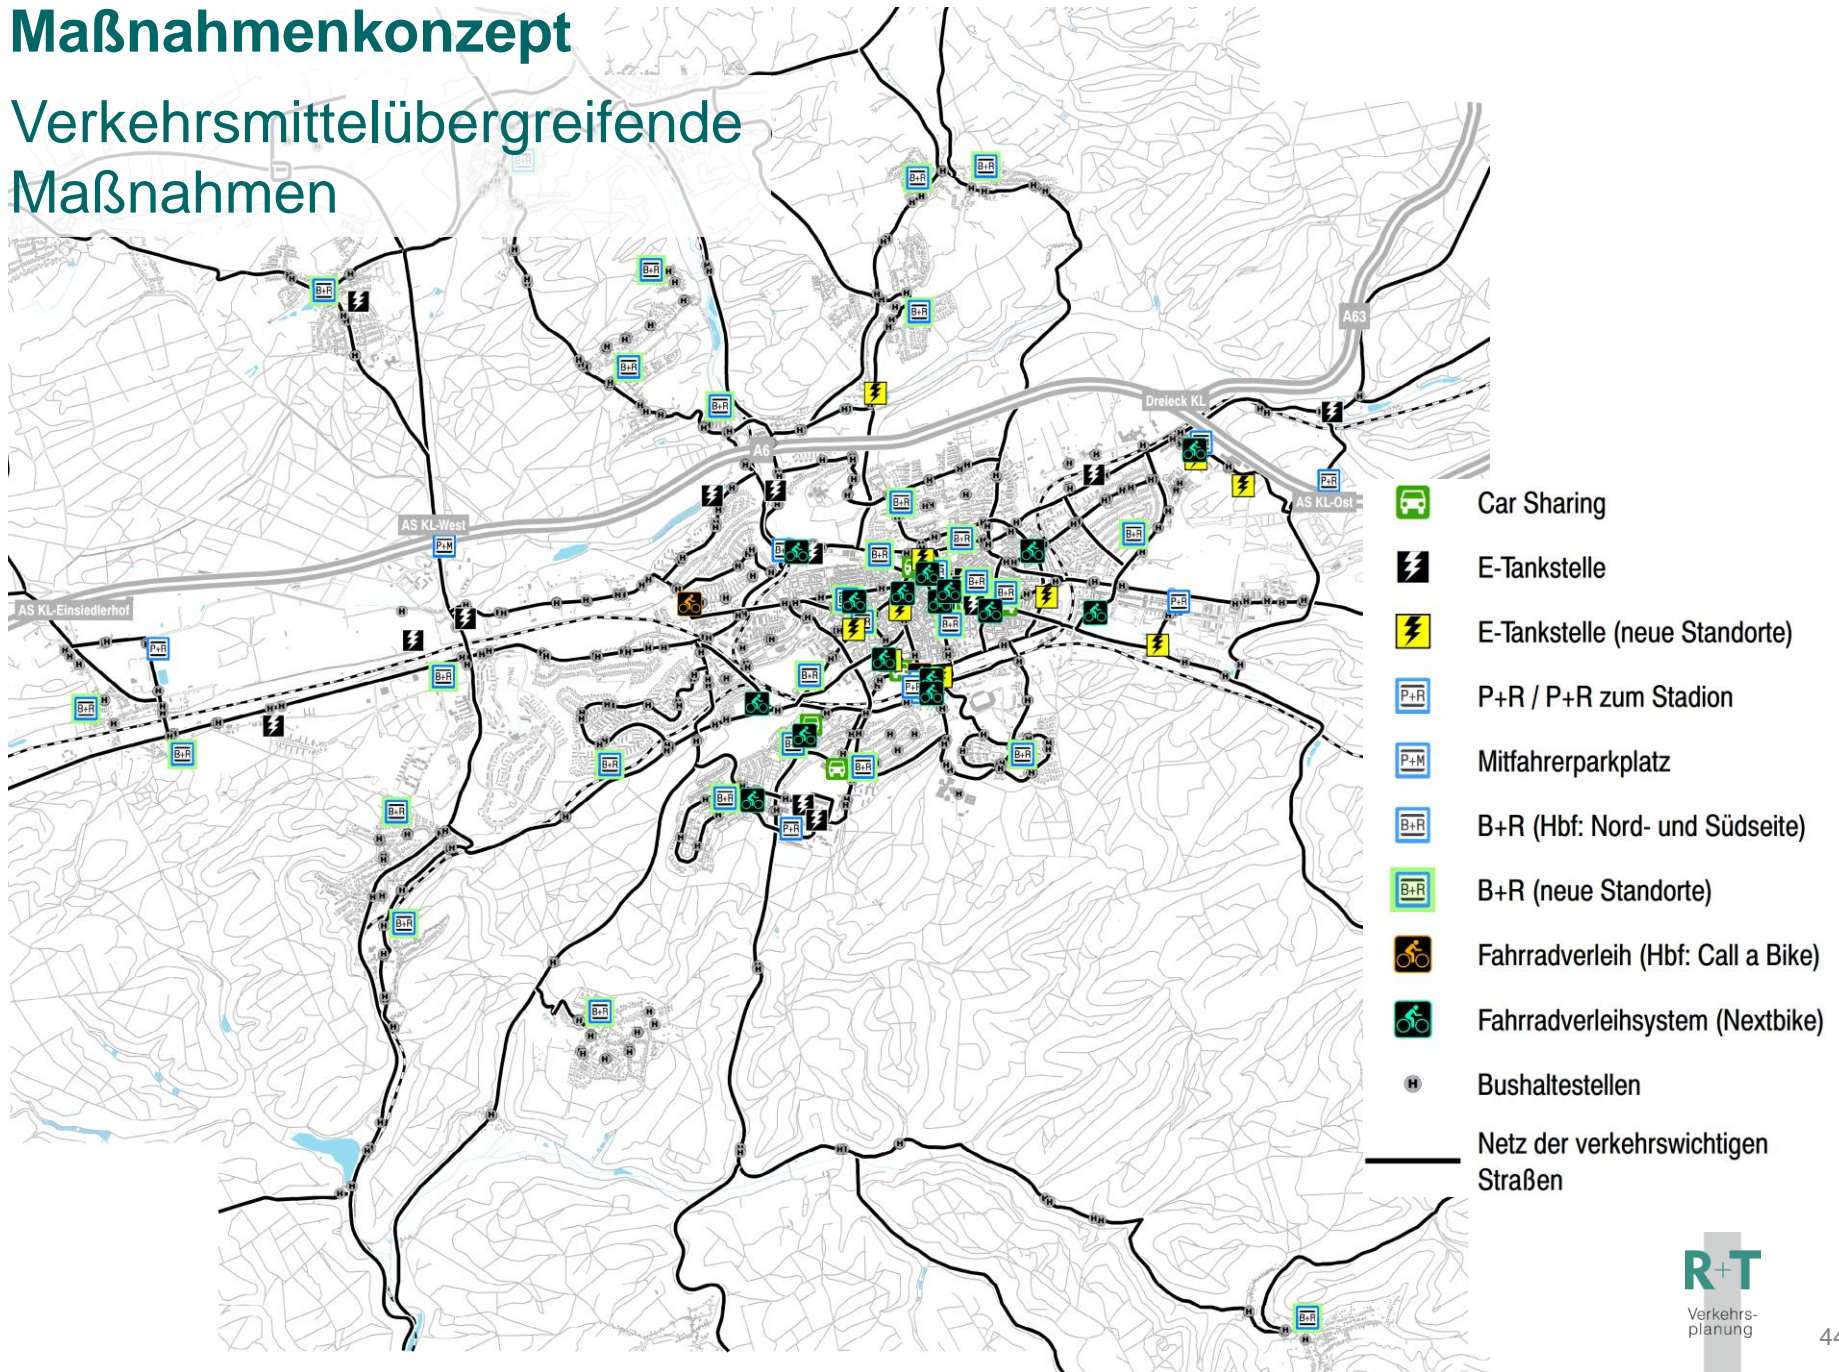 Maßnahmenkonzept
Verkehrsmittelübergreifende
Maßnahmen
A63
Dreieck KL
A6
AS KL-Ost
AS KL-West
AS KL-Einsiedlerhof
Car Sharing
E-Tankstelle
E-Tankstelle (neue Standorte)
P+R P+R / P+R zum Stadion
P+M Mitfahrerparkplatz
B+R B+R (Hbf: Nord- und Südseite)
B+R B+R (neue Standorte)
Fahrradverleih (Hbf: Call a Bike)
Fahrradverleihsystem (Nextbike)
H Bushaltestellen
Netz der verkehrswichtigen
Straßen
R+T
Verkehrs-
planung
44